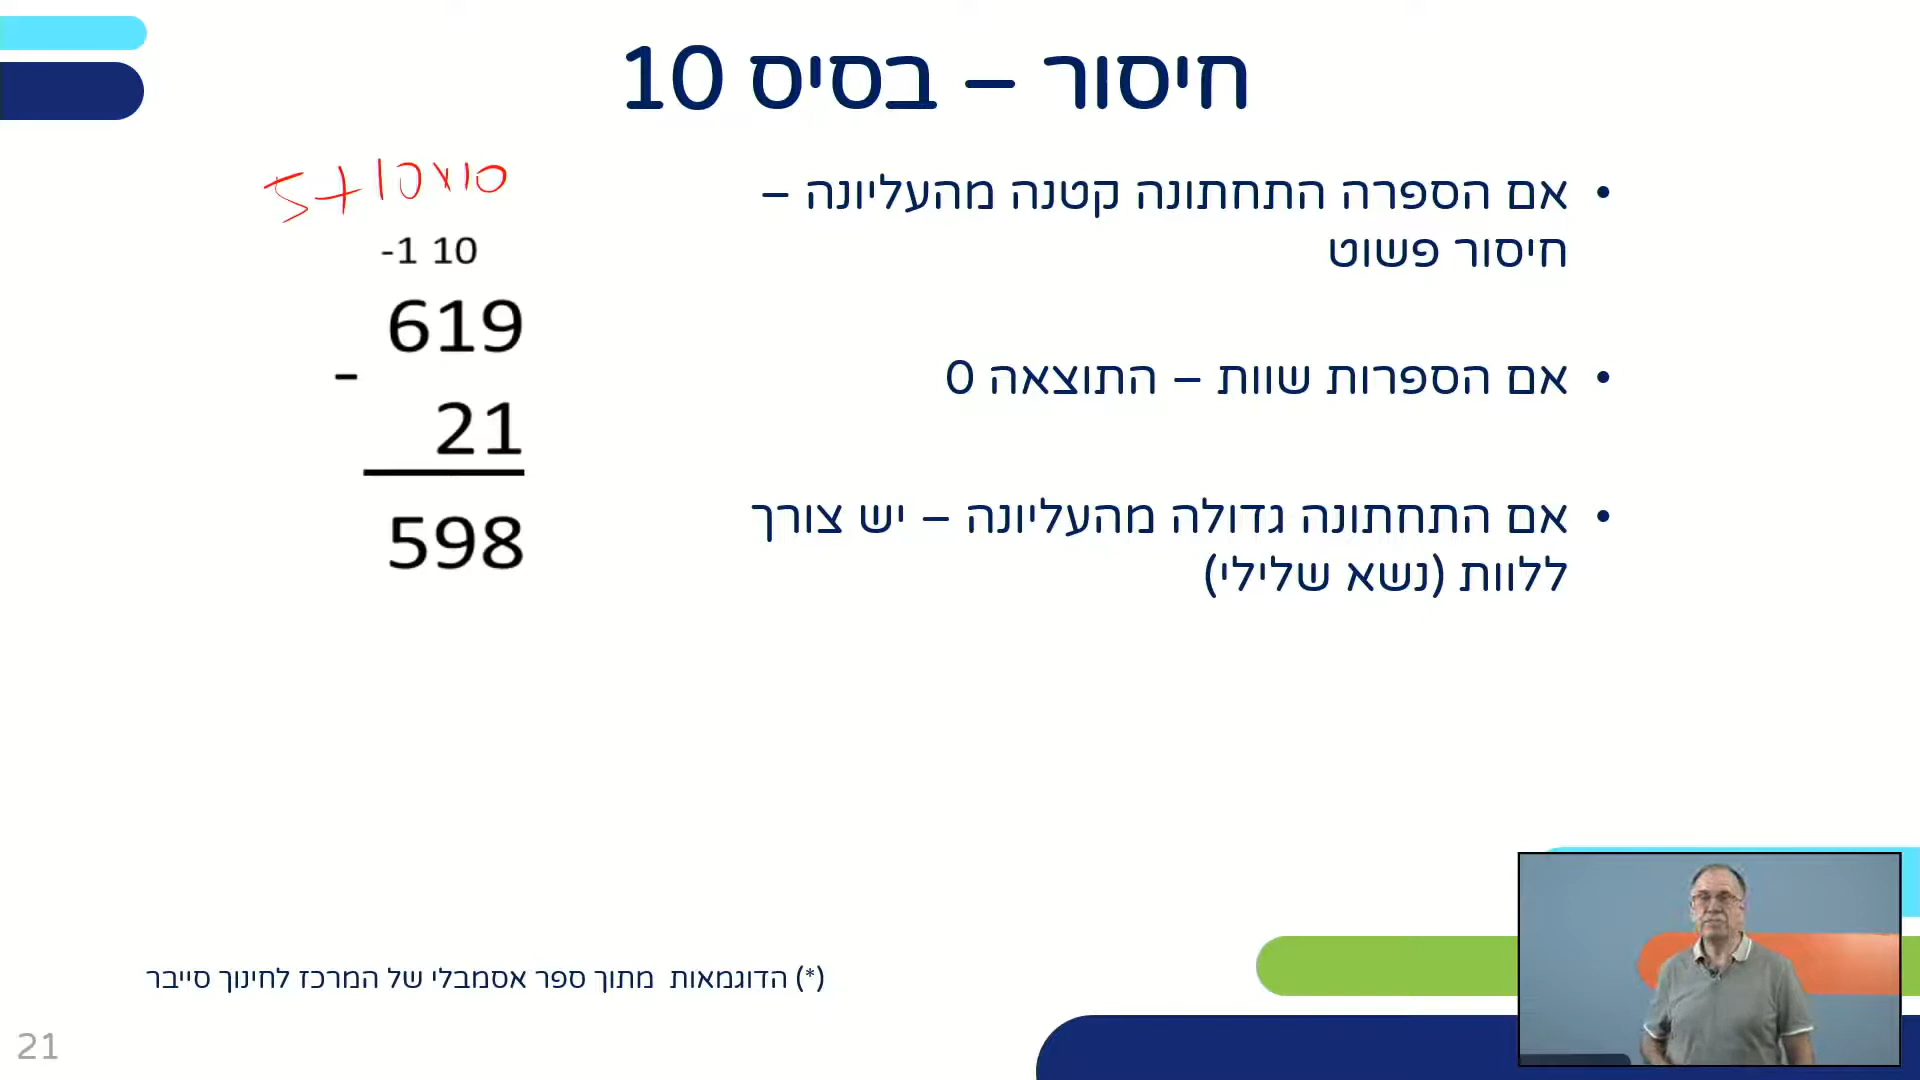 חיסור – בסיס 10
5+10x10
-1 10
619
-
21
598
• אם הספרה התחתונה קטנה מהעליונה –
חיסור פשוט
• אם הספרות שוות – התוצאה 0
• אם התחתונה גדולה מהעליונה – יש צורך
ללוות (נשא שלילי)
(*) הדוגמאות מתוך ספר אסמבלי של המרכז לחינוך סייבר
21